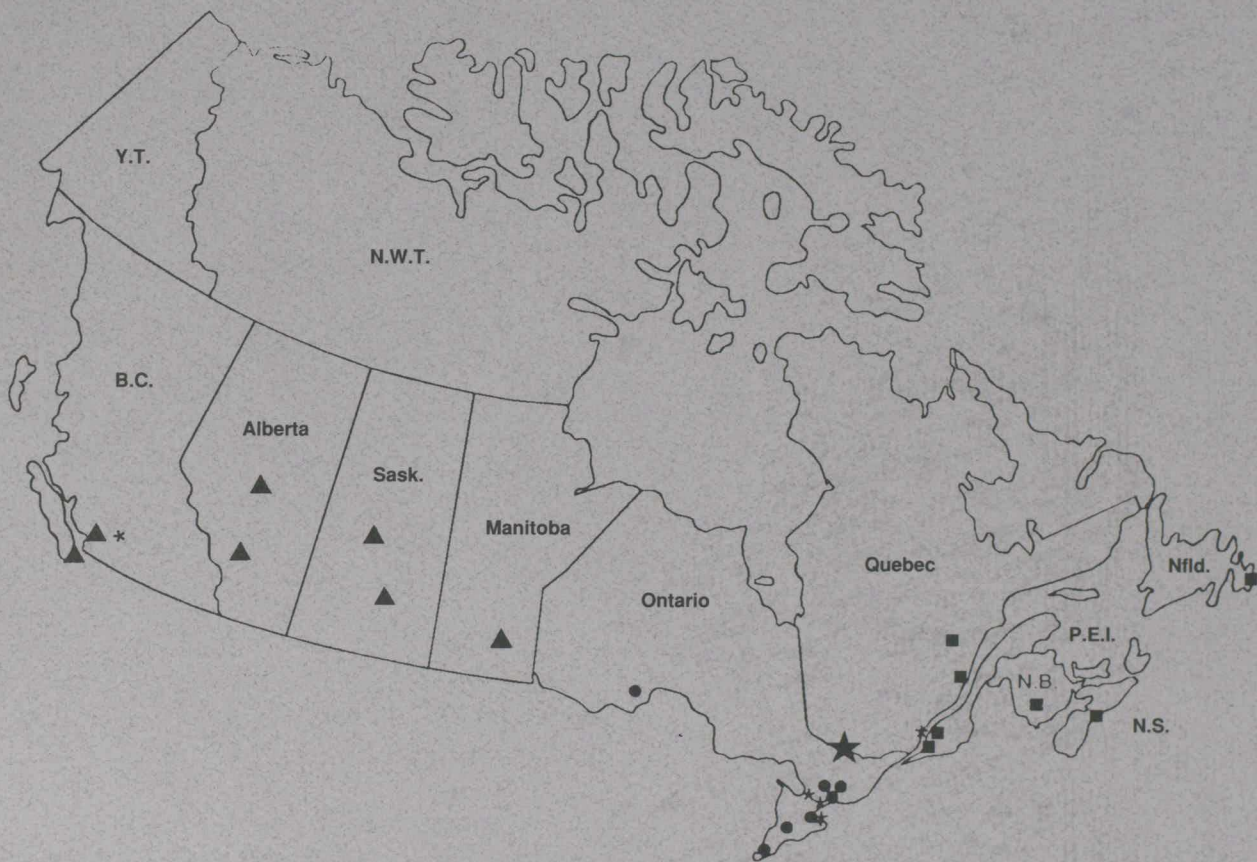 Y.T.
N.W.T.
B.C.
Alberta
Sask.
Manitoba
Ontario
Quebec
Nfld.
P.E.I.
N.B
N.S.